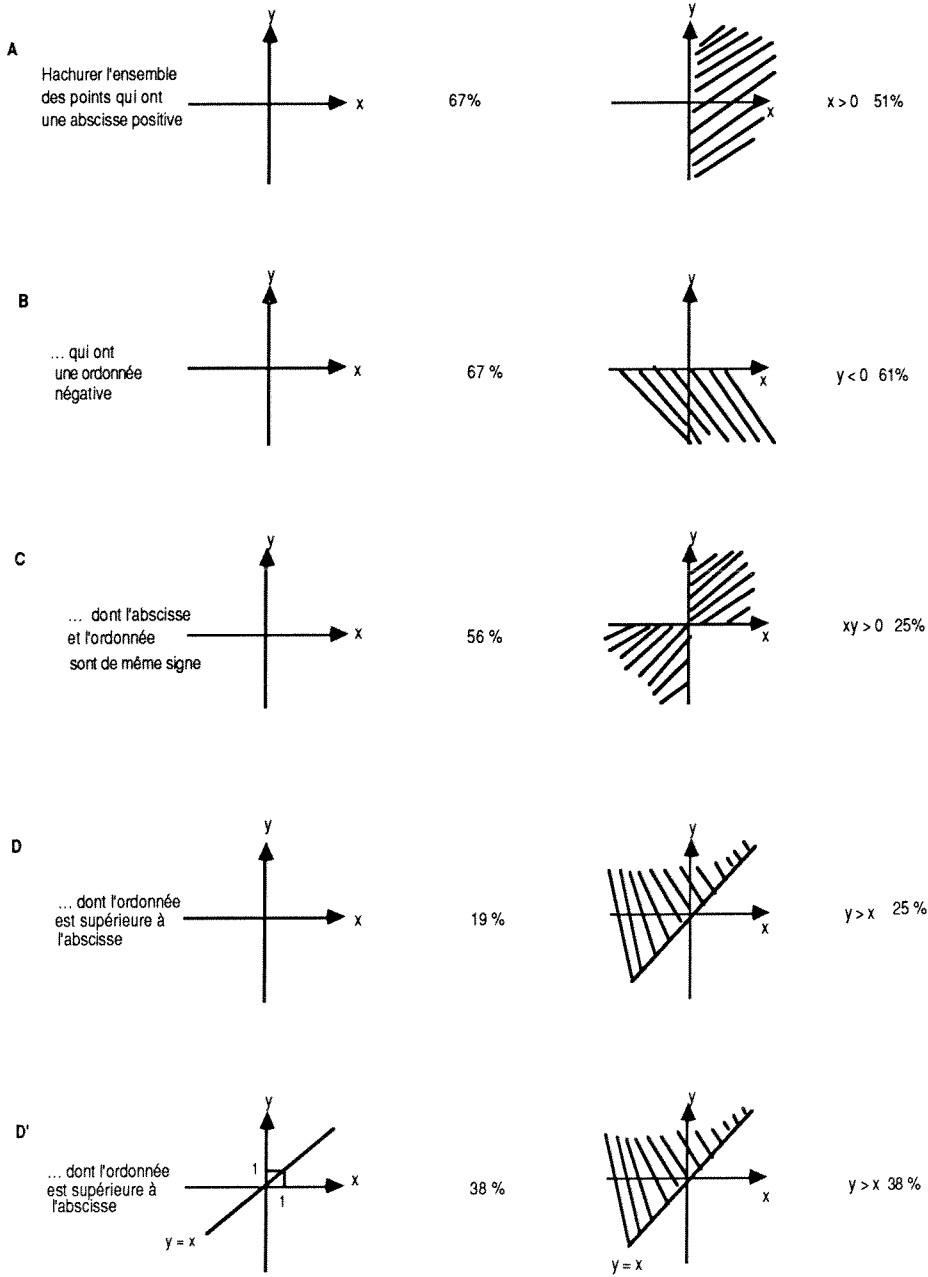 y
y
A
Hachurer l'ensemble
des points qui ont
une abscisse positive
x
67%
x
x > 0 51%
y
y
B
... qui ont
une ordonnée
négative
x
67 %
x
y < 0 61%
y
y
C
... dont l'abscisse
et l'ordonnée
sont de même signe
x
56 %
x
xy > 0 25%
y
y
D
... dont l'ordonnée
est supérieure à
l'abscisse
x
19 %
x
y > x 25 %
y
y
D'
... dont l'ordonnée
est supérieure à
l'abscisse
1
1
x
y = x
38 %
x
y = x
y > x 38 %